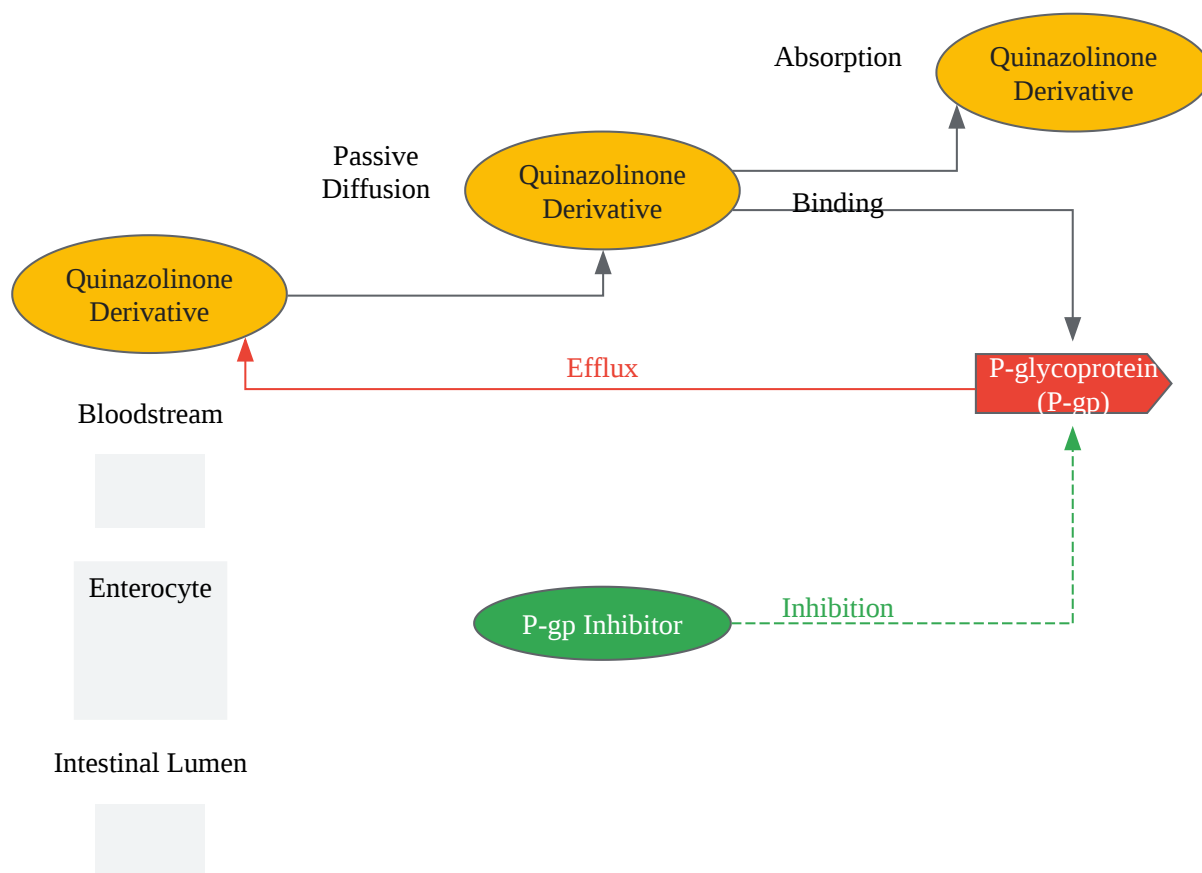 Absorption
Quinazolinone
Derivative
Passive
Diffusion
Quinazolinone
Derivative
Binding
Quinazolinone
Derivative
Efflux
P-glycoprotein
(P-gp)
Bloodstream
Enterocyte
P-gp Inhibitor
Inhibition
Intestinal Lumen